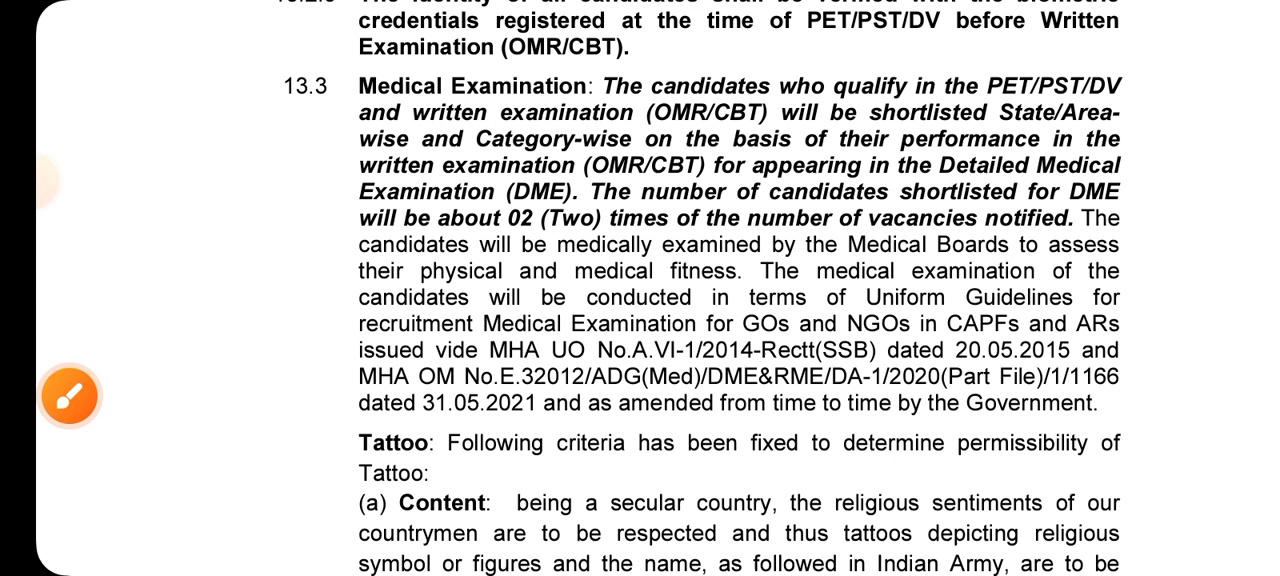 The identity of all candidates shall be verified with the biometric
credentials registered at the time of PET/PST/DV before Written
Examination (OMR/CBT).
13.3 Medical Examination: The candidates who qualify in the PET/PST/DV
and written examination (OMR/CBT) will be shortlisted State/Area-
wise and Category-wise on the basis of their performance in the
written examination (OMR/CBT) for appearing in the Detailed Medical
Examination (DME). The number of candidates shortlisted for DME
will be about 02 (Two) times of the number of vacancies notified. The
candidates will be medically examined by the Medical Boards to assess
their physical and medical fitness. The medical examination of the
candidates will be conducted in terms of Uniform Guidelines for
recruitment Medical Examination for GOs and NGOs in CAPFs and ARs
issued vide MHA UO No.A.VI-1/2014-Rectt(SSB) dated 20.05.2015 and
MHA OM No.E.32012/ADG(Med)/DME&RME/DA-1/2020(Part File)/1/1166
dated 31.05.2021 and as amended from time to time by the Government.
Tattoo: Following criteria has been fixed to determine permissibility of
Tattoo:
(a) Content: being a secular country, the religious sentiments of our
countrymen are to be respected and thus tattoos depicting religious
symbol or figures and the name, as followed in Indian Army, are to be